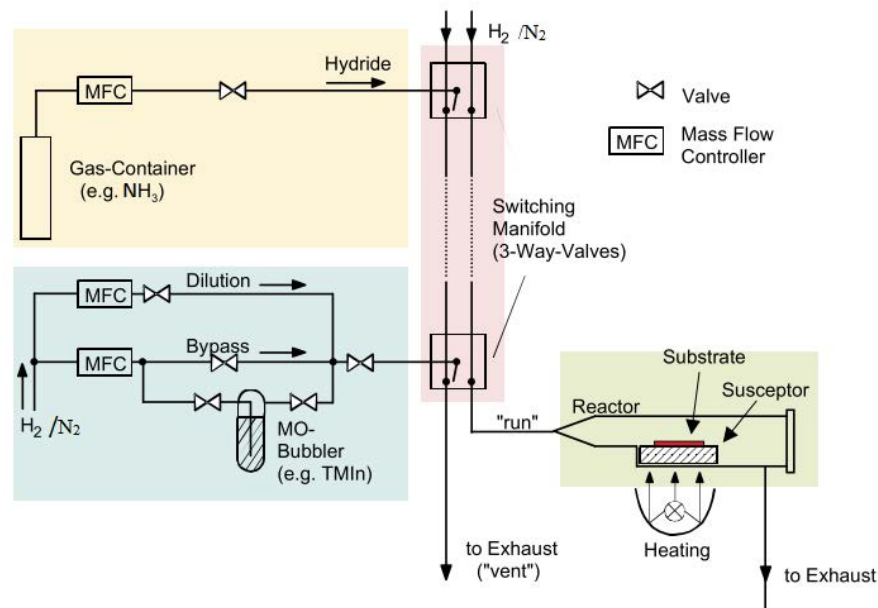 H2 /N2
Hydride
MFC
Gas-Container
(e.g. NH3)
Valve
MFC
Mass Flow
Controller
Switching
Manifold
(3-Way-Valves)
Dilution
MFC
Bypass
MFC
H2 /N2
MO-
Bubbler
(e.g. TMIn)
Substrate
Susceptor
Reactor
"run"
Heating
to Exhaust
("vent")
to Exhaust